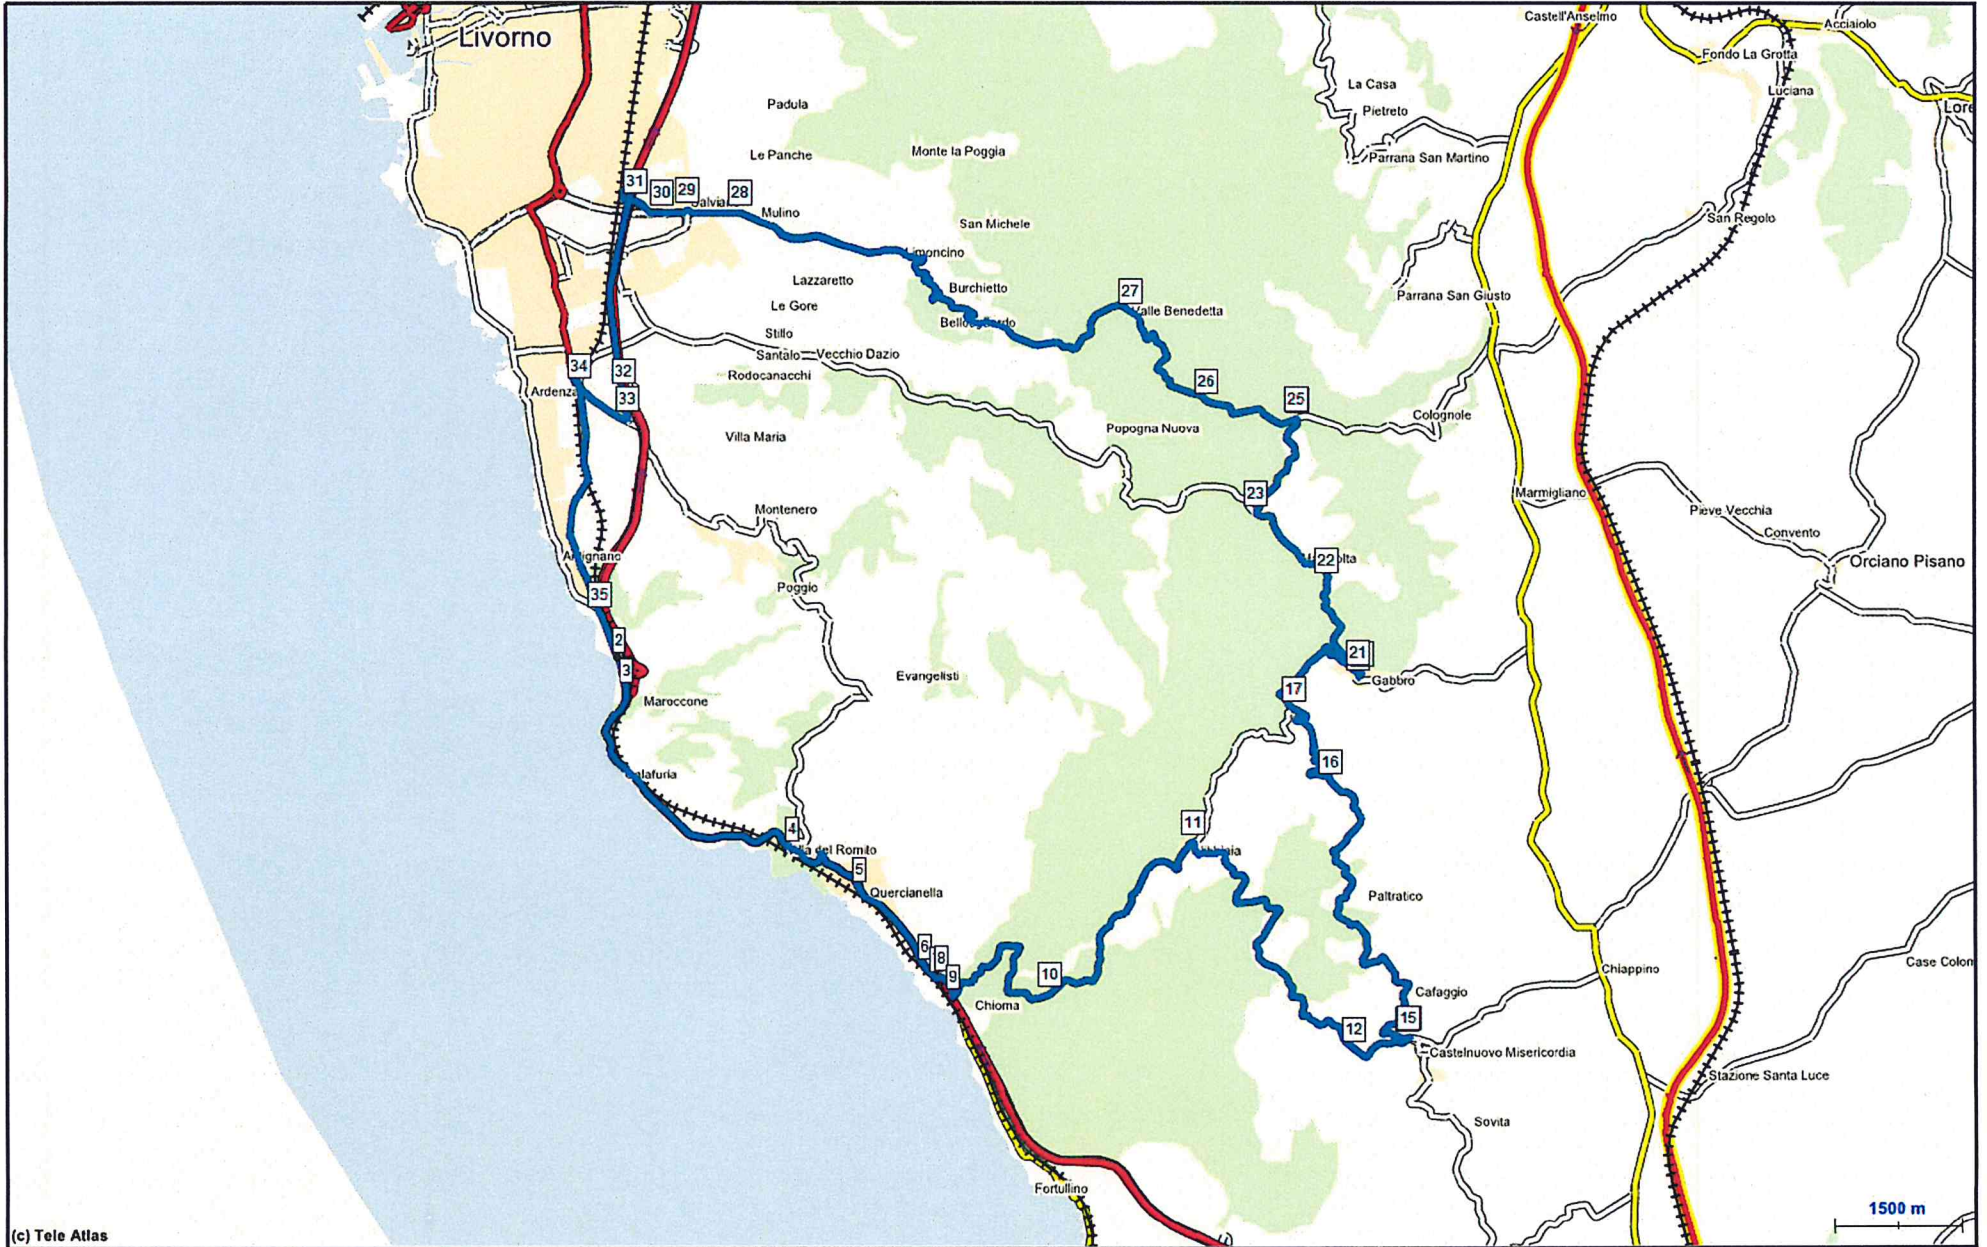 Livorno
Castell'Anselmo
Acciaiolo
Fondo La Grotta
La Casa
Luciana
Padula
Pietreto
Le Panche
Monte la Poggia
Parrana San Martino
31
30
29
28
Mulino
San Michele
San Regolo
Limoncino
Lazzaretto
Burchietto
27
Parrana San Giusto
Le Gore
Valle Benedetta
Stillo
Santalo
Vecchio Dazio
34
32
Rodocanacchi
26
Ardenza
33
25
Colognole
Popogna Nuova
Villa Maria
23
Marmigliano
Montenero
Pieve Vecchia
Convento
22
Orciano Pisano
Poggio
35
2
21
3
Evangelisti
Gabbro
17
Maroccone
16
11
4
del Romito
5
Quercianella
Paltratico
6
8
9
10
Chiappino
Case Colon
Cafaggio
Chioma
15
12
Castelnuovo Misericordia
Stazione Santa Luce
Sovita
Fortullino
1500 m
(c) Tele Atlas